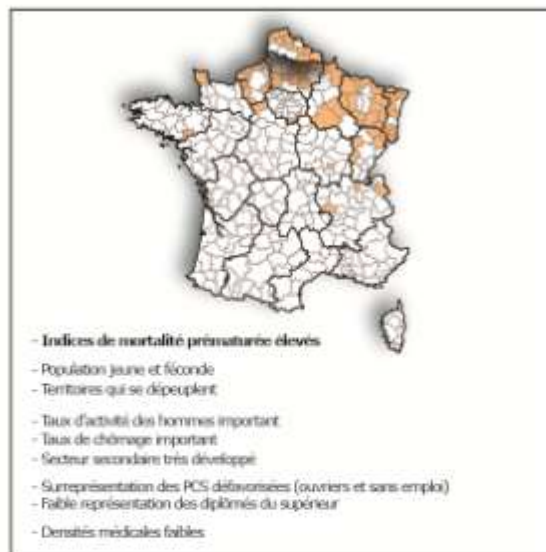 - Indices de mortalité prématurée élevés
- Population jeune et féconde
- Territoires qui se dépeuplent
- Taux d'activité des hommes important
- Taux de chômage important
- Secteur secondaire très développé
- Surreprésentation des PCS défavorisées (ouvriers et sans emploi)
- Faible représentation des diplômés du supérieur
- Densités médicales faibles